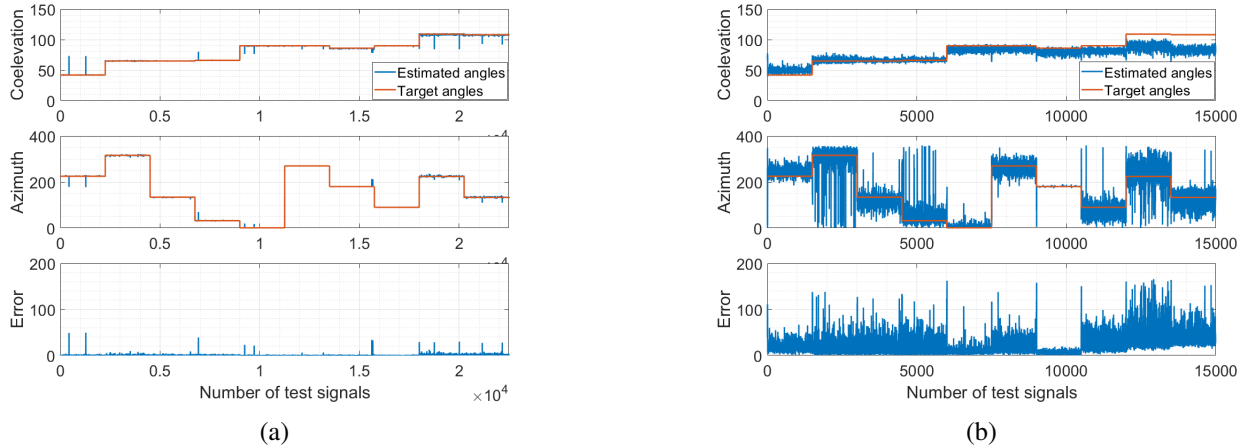 150
100
50
0
Coelevation
Estimated angles
Target angles
0 0.5 1 1.5 2
400
200
0
Azimuth
0 0.5 1 1.5 2
200
100
0
Error
0 0.5 1 1.5 2
Number of test signals
×10⁴
(a)
150
100
50
0
Coelevation
Estimated angles
Target angles
0 5000 10000 15000
400
200
0
Azimuth
0 5000 10000 15000
200
100
0
Error
0 5000 10000 15000
Number of test signals
(b)